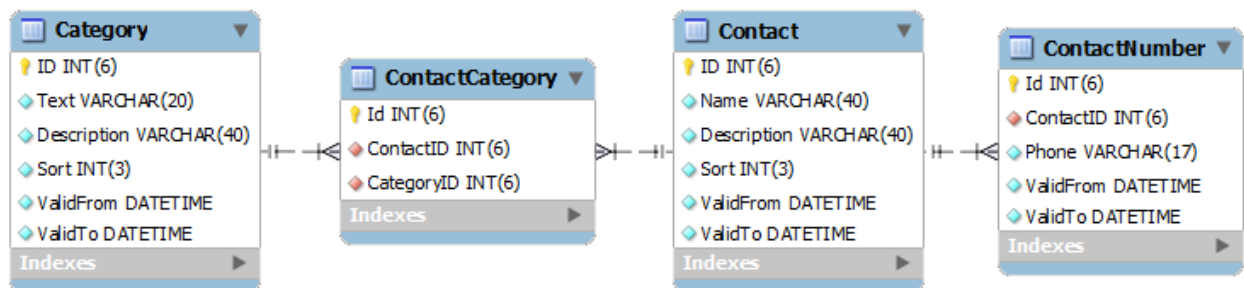 Category
ID INT(6)
Text VARCHAR(20)
Description VARCHAR(40)
Sort INT(3)
ValidFrom DATETIME
ValidTo DATETIME
Indexes
ContactCategory
Id INT(6)
ContactID INT(6)
CategoryID INT(6)
Indexes
Contact
ID INT(6)
Name VARCHAR(40)
Description VARCHAR(40)
Sort INT(3)
ValidFrom DATETIME
ValidTo DATETIME
Indexes
ContactNumber
Id INT(6)
ContactID INT(6)
Phone VARCHAR(17)
ValidFrom DATETIME
ValidTo DATETIME
Indexes